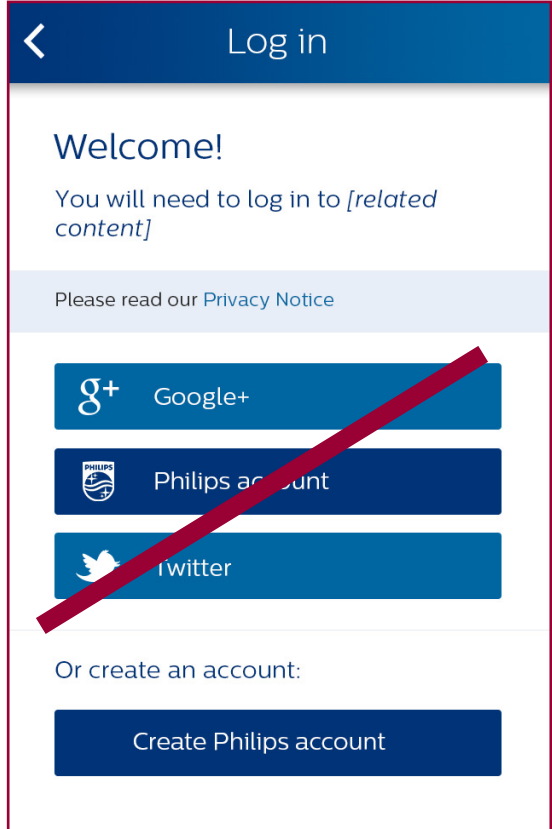 Log in
Welcome!
You will need to log in to [related
content]
Please read our Privacy Notice
g+ Google+
PHILIPS Philips account
Twitter
Or create an account:
Create Philips account